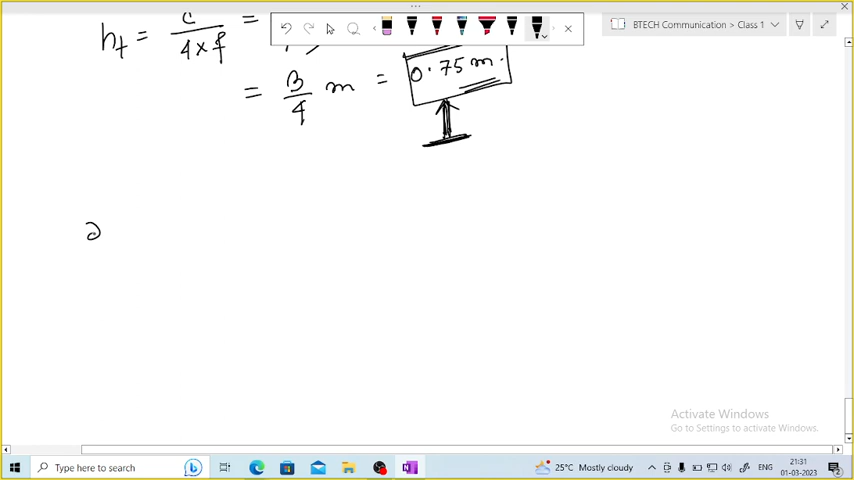 BTECH Communication > Class 1
hₜ = c / (4 × f) =
= 3/4 m = 0.75 m.
2
Activate Windows
Go to Settings to activate Windows.
Type here to search
25°C Mostly cloudy
ENG
21:31
01-03-2023
2